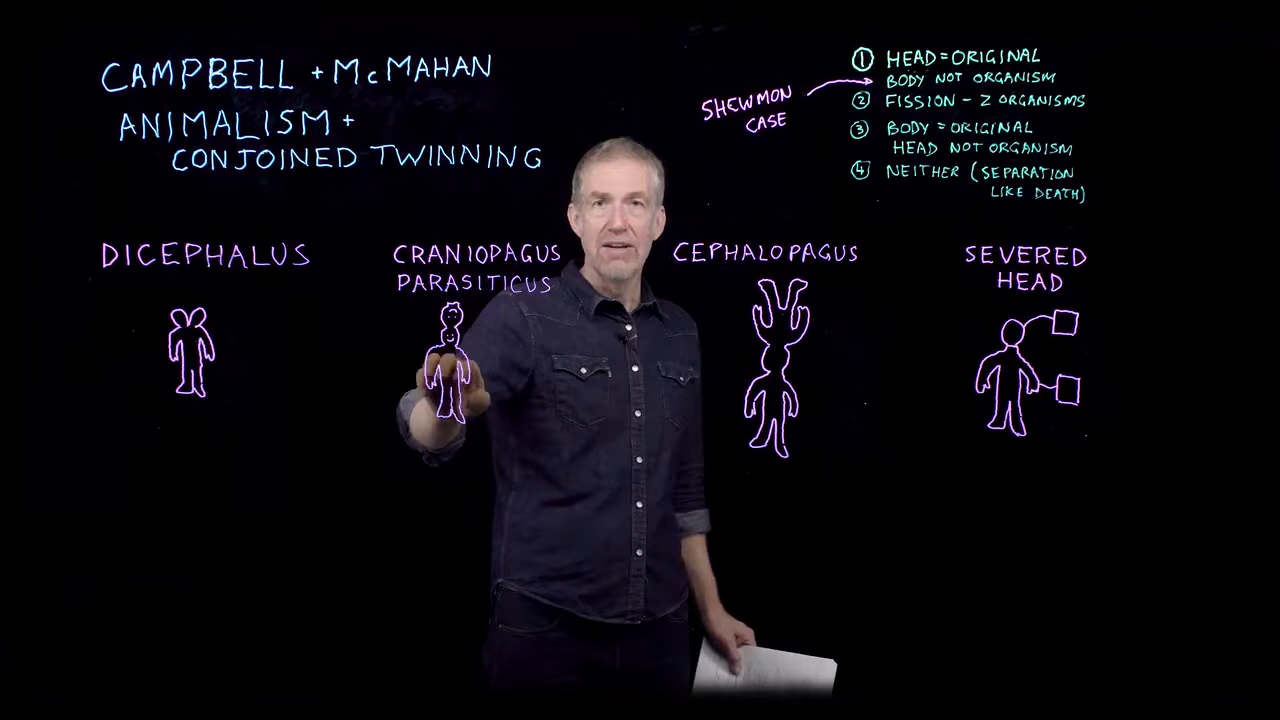 CAMPBELL + McMAHAN
ANIMALISM +
CONJOINED TWINNING
SHEWMON
CASE
① HEAD = ORIGINAL
BODY NOT ORGANISM
② FISSION - 2 ORGANISMS
③ BODY = ORIGINAL
HEAD NOT ORGANISM
④ NEITHER (SEPARATION
LIKE DEATH)
DICEPHALUS
CRANIOPAGUS
PARASITICUS
CEPHALOPAGUS
SEVERED
HEAD